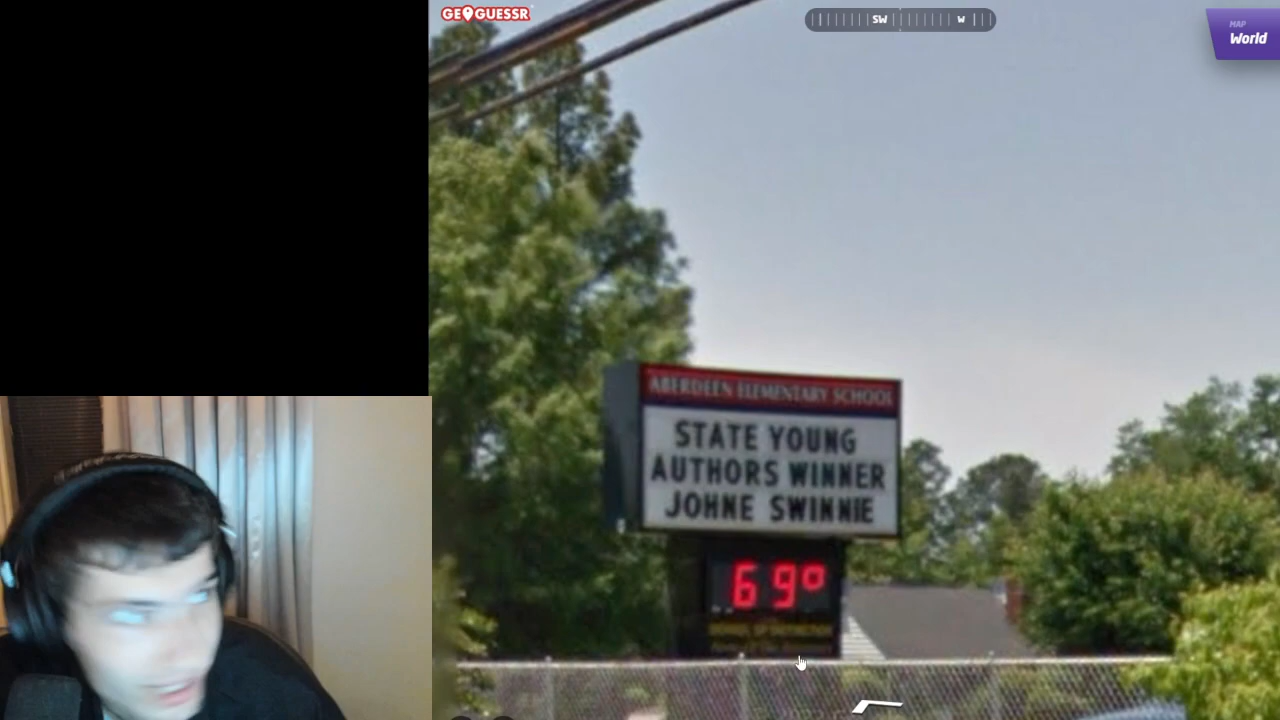 GEOGUESSR
SW W
MAP
World
ABERDEEN ELEMENTARY SCHOOL
STATE YOUNG
AUTHORS WINNER
JOHNE SWINNIE
69°